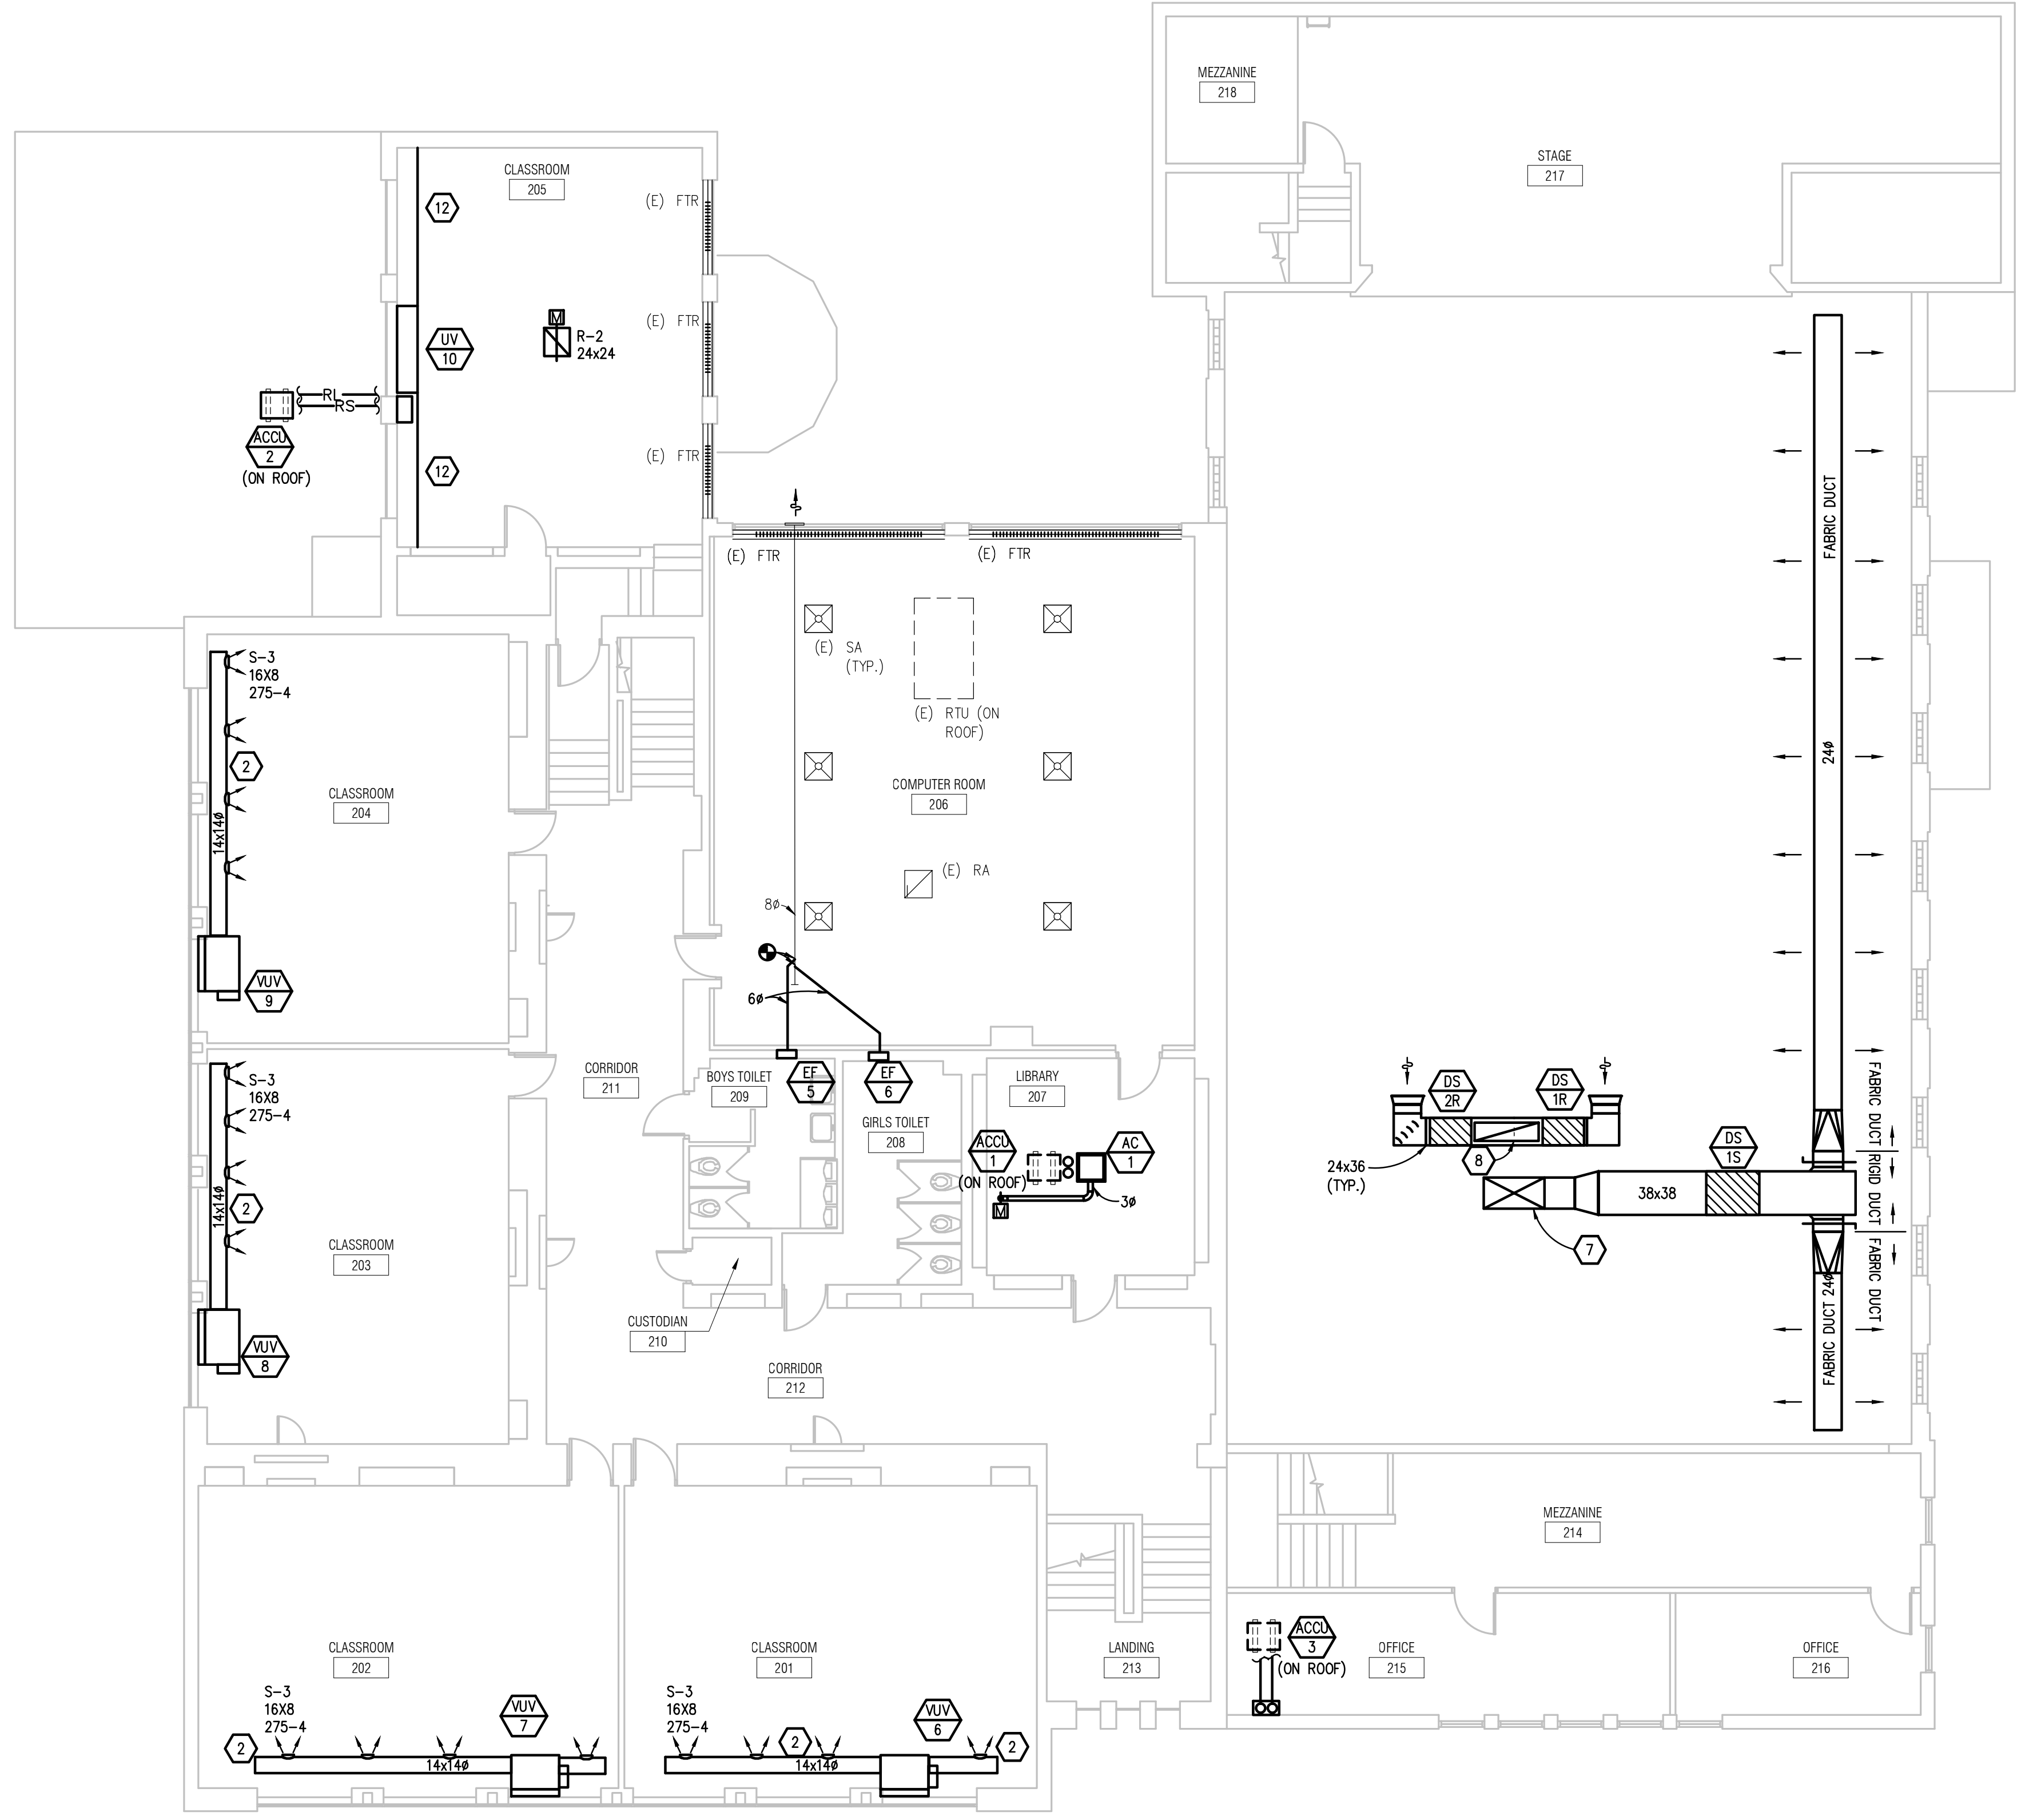 MEZZANINE
218
STAGE
217
CLASSROOM
205
(E) FTR
12
(E) FTR
UV
10
M
R-2
24x24
RL
RS
ACCU
2
(ON ROOF)
(E) FTR
12
(E) FTR
(E) FTR
FABRIC DUCT
24ø
(E) SA
(TYP.)
(E) RTU (ON
ROOF)
COMPUTER ROOM
206
(E) RA
8ø
6ø
S-3
16X8
275-4
2
14x14ø
CLASSROOM
204
VUV
9
S-3
16X8
275-4
14x14ø
2
CLASSROOM
203
VUV
8
CORRIDOR
211
BOYS TOILET
209
EF
5
EF
6
GIRLS TOILET
208
LIBRARY
207
ACCU
1
(ON ROOF)
AC
1
M
3ø
CUSTODIAN
210
CORRIDOR
212
DS
2R
DS
1R
8
24x36
(TYP.)
DS
1S
38x38
7
FABRIC DUCT
RIGID DUCT
FABRIC DUCT
FABRIC DUCT 24ø
MEZZANINE
214
CLASSROOM
202
S-3
16X8
275-4
2
14x14ø
VUV
7
CLASSROOM
201
S-3
16X8
275-4
2
14x14ø
VUV
6
2
LANDING
213
ACCU
3
(ON ROOF)
OFFICE
215
OFFICE
216